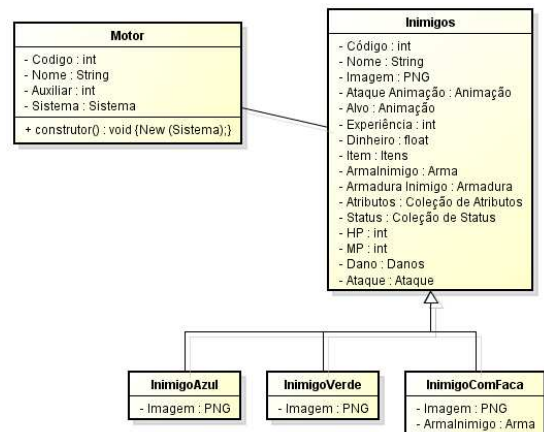 Motor
- Codigo : int
- Nome : String
- Auxiliar : int
- Sistema : Sistema
+ construtor() : void {New (Sistema);}
Inimigos
- Código : int
- Nome : String
- Imagem : PNG
- Ataque Animação : Animação
- Alvo : Animação
- Experiência : int
- Dinheiro : float
- Item : Itens
- ArmaInimigo : Arma
- Armadura Inimigo : Armadura
- Atributos : Coleção de Atributos
- Status : Coleção de Status
- HP : int
- MP : int
- Dano : Danos
- Ataque : Ataque
InimigoAzul
- Imagem : PNG
InimigoVerde
- Imagem : PNG
InimigoComFaca
- Imagem : PNG
- ArmaInimigo : Arma